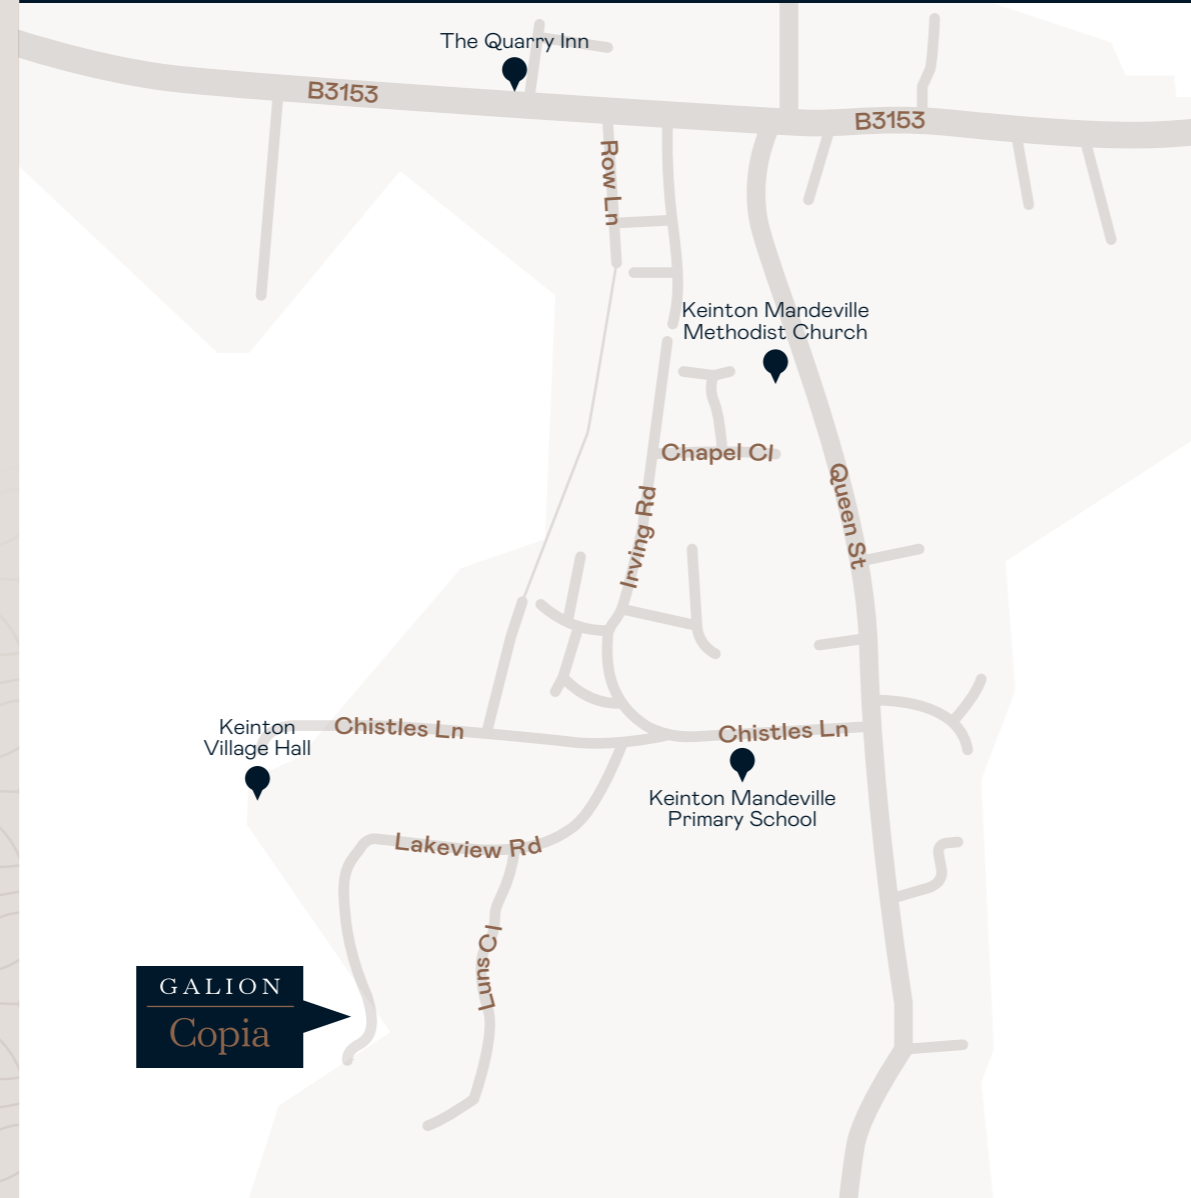 The Quarry Inn
B3153
B3153
Row Ln
Keinton Mandeville
Methodist Church
Chapel Cl
Queen St
Irving Rd
Keinton
Village Hall
Chistles Ln
Chistles Ln
Keinton Mandeville
Primary School
Lakeview Rd
Luns Cl
GALION
Copia